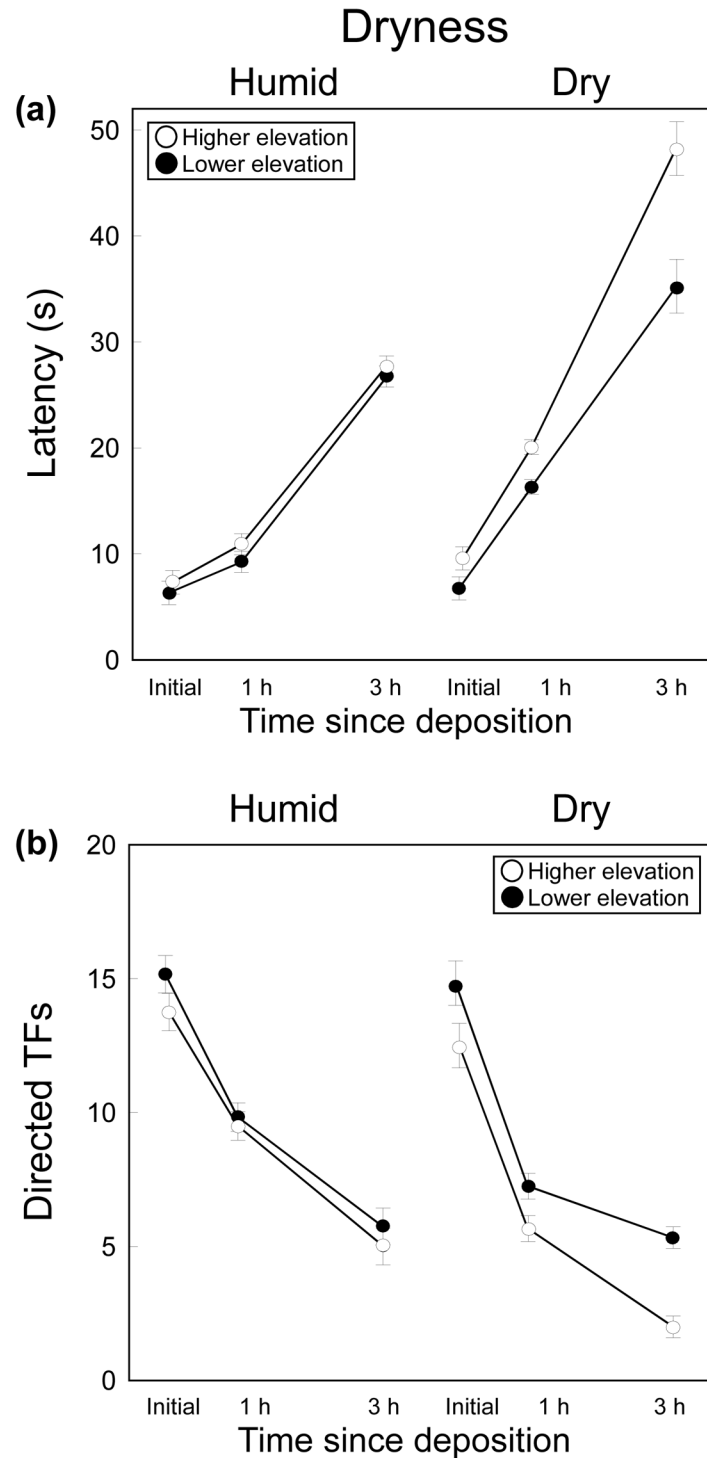 Dryness
Humid Dry
(a)
Higher elevation
Lower elevation
50
40
30
20
10
0
Latency (s)
Initial 1 h 3 h Initial 1 h 3 h
Time since deposition
Humid Dry
(b)
Higher elevation
Lower elevation
20
15
10
5
0
Directed TFs
Initial 1 h 3 h Initial 1 h 3 h
Time since deposition